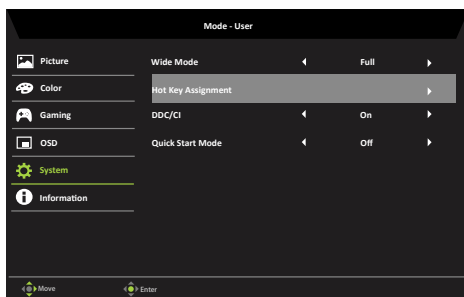 Mode - User
Picture
Wide Mode Full
Color
Hot Key Assignment
Gaming
DDC/CI On
OSD
Quick Start Mode Off
System
Information
Move Enter